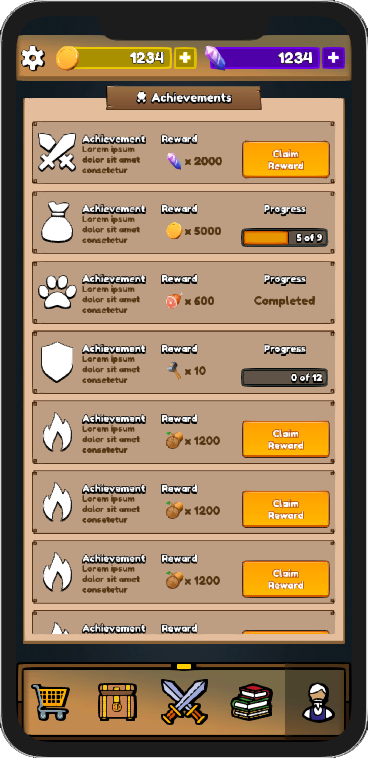 1234
1234
Achievements
Achievement Reward
Lorem ipsum
dolor sit amet
consetetur
x 2000
Claim
Reward
Achievement Reward Progress
Lorem ipsum
dolor sit amet
consetetur
x 5000
5 of 9
Achievement Reward Progress
Lorem ipsum
dolor sit amet
consetetur
x 600
Completed
Achievement Reward Progress
Lorem ipsum
dolor sit amet
consetetur
x 10
0 of 12
Achievement Reward
Lorem ipsum
dolor sit amet
consetetur
x 1200
Claim
Reward
Achievement Reward
Lorem ipsum
dolor sit amet
consetetur
x 1200
Claim
Reward
Achievement Reward
Lorem ipsum
dolor sit amet
consetetur
x 1200
Claim
Reward
Achievement Reward